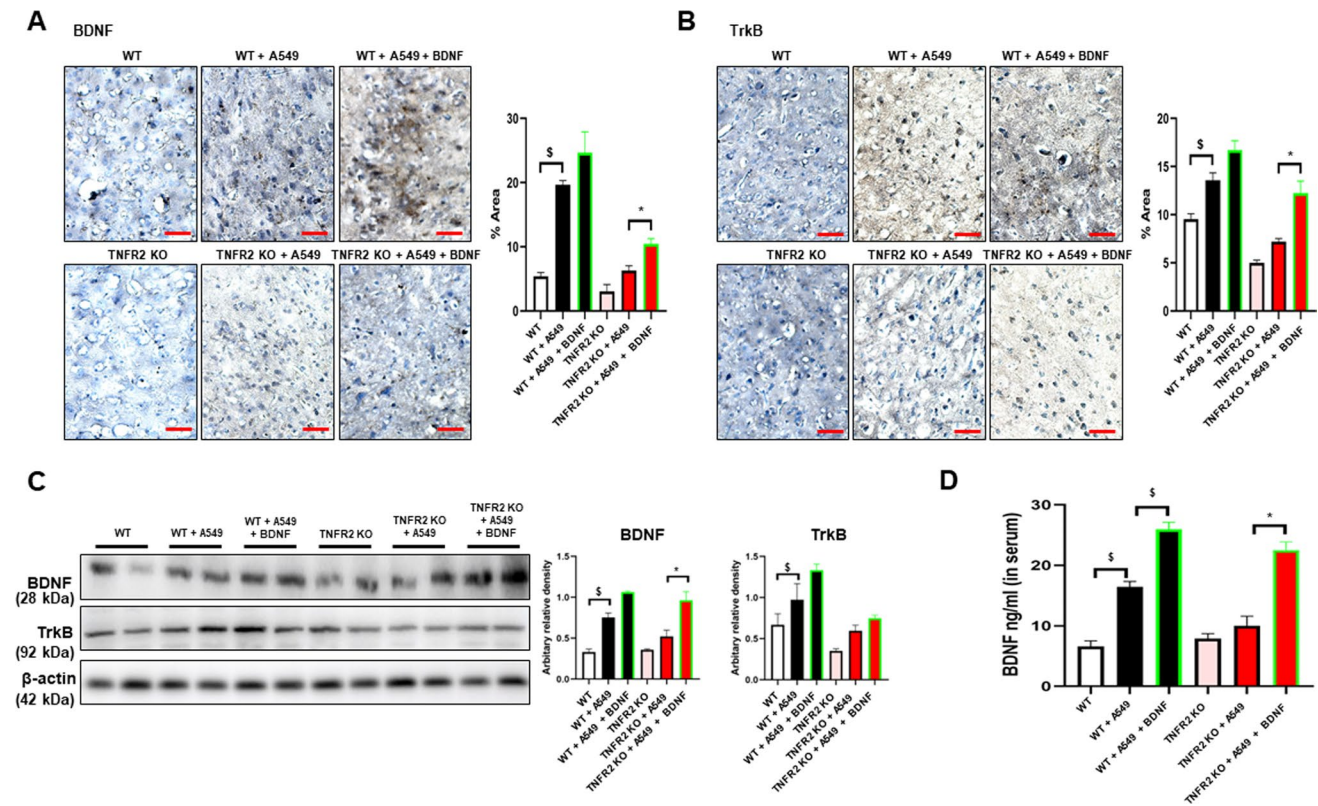 A
BDNF
WT
WT + A549
WT + A549 + BDNF
TNFR2 KO
TNFR2 KO + A549
TNFR2 KO + A549 + BDNF
% Area
30
20
10
0
$
*
WT
WT + A549
WT + A549 + BDNF
TNFR2 KO
TNFR2 KO + A549
TNFR2 KO + A549 + BDNF
B
TrkB
WT
WT + A549
WT + A549 + BDNF
TNFR2 KO
TNFR2 KO + A549
TNFR2 KO + A549 + BDNF
% Area
20
15
10
5
0
$
*
WT
WT + A549
WT + A549 + BDNF
TNFR2 KO
TNFR2 KO + A549
TNFR2 KO + A549 + BDNF
C
WT
WT + A549
WT + A549
+ BDNF
TNFR2 KO
TNFR2 KO
+ A549
TNFR2 KO
+ A549
+ BDNF
BDNF
(28 kDa)
TrkB
(92 kDa)
β-actin
(42 kDa)
BDNF
Arbitary relative density
1.5
1.0
0.5
0.0
$
*
WT
WT + A549
WT + A549 + BDNF
TNFR2 KO
TNFR2 KO + A549
TNFR2 KO + A549 + BDNF
TrkB
Arbitary relative density
1.5
1.0
0.5
0.0
$
WT
WT + A549
WT + A549 + BDNF
TNFR2 KO
TNFR2 KO + A549
TNFR2 KO + A549 + BDNF
D
BDNF ng/ml (in serum)
30
20
10
0
$
$
*
WT
WT + A549
WT + A549 + BDNF
TNFR2 KO
TNFR2 KO + A549
TNFR2 KO + A549 + BDNF